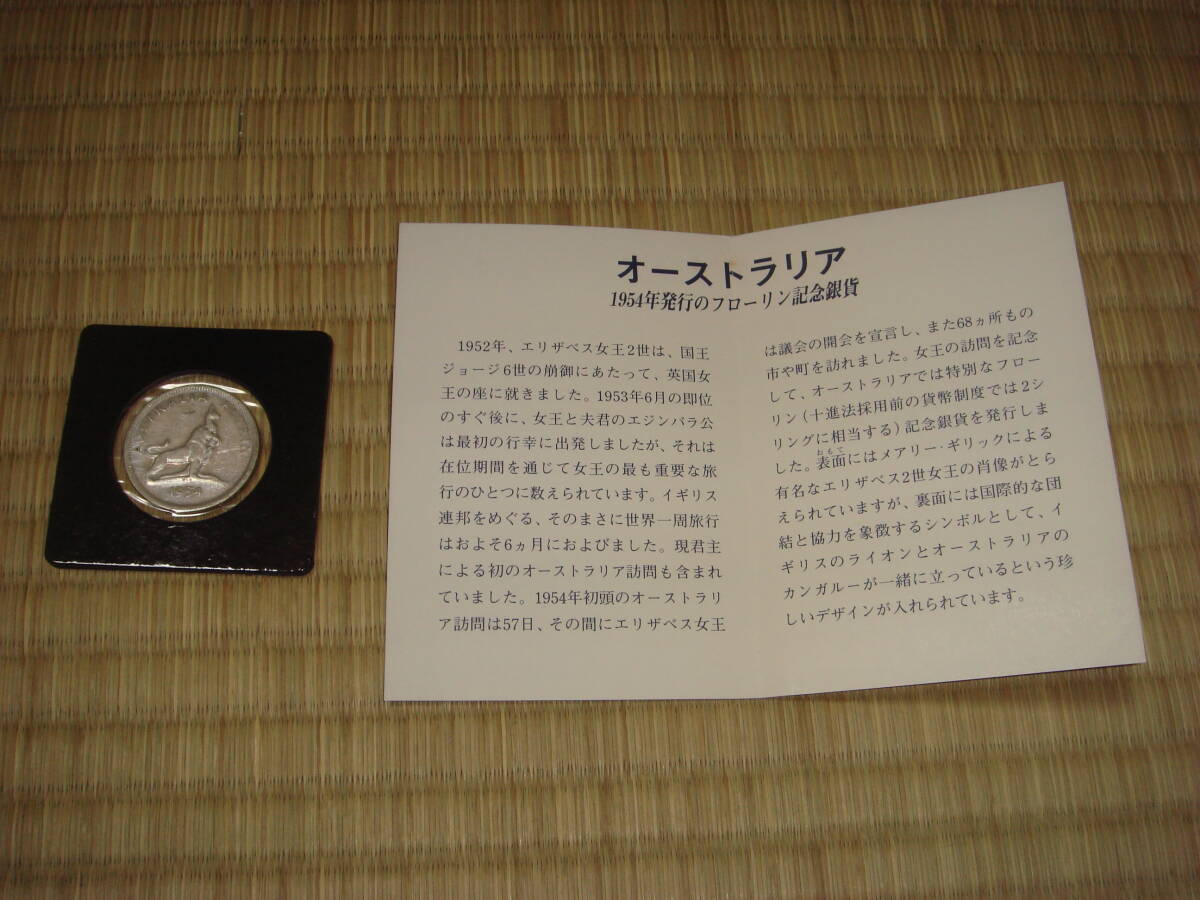 オーストラリア
1954年発行のフローリン記念銀貨
1952年、エリザベス女王2世は、国王
ジョージ6世の崩御にあたって、英国女
王の座に就きました。1953年6月の即位
のすぐ後に、女王と夫君のエジンバラ公
は最初の行幸に出発しましたが、それは
在位期間を通じて女王の最も重要な旅
行のひとつに数えられています。イギリス
連邦をめぐる、そのまさに世界一周旅行
はおよそ6ヵ月におよびました。現君主
による初のオーストラリア訪問も含まれ
ていました。1954年初頭のオーストラリ
ア訪問は57日、その間にエリザベス女王
は議会の開会を宣言し、また68ヵ所もの
市や町を訪れました。女王の訪問を記念
して、オーストラリアでは特別なフロー
リン(十進法採用前の貨幣制度では2シ
リングに相当する)記念銀貨を発行しま
おもて
した。表面にはメアリー・ギリックによる
有名なエリザベス2世女王の肖像がとら
えられていますが、裏面には国際的な団
結と協力を象徴するシンボルとして、イ
ギリスのライオンとオーストラリアの
カンガルーが一緒に立っているという珍
しいデザインが入れられています。
1954